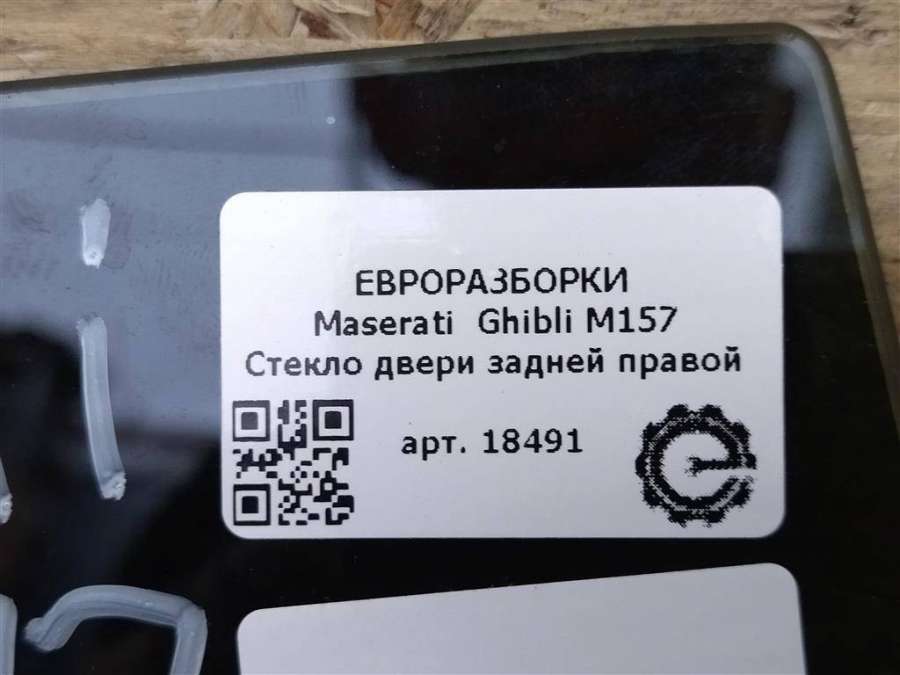 ЕВРОРАЗБОРКИ
Maserati Ghibli M157
Стекло двери задней правой
арт. 18491